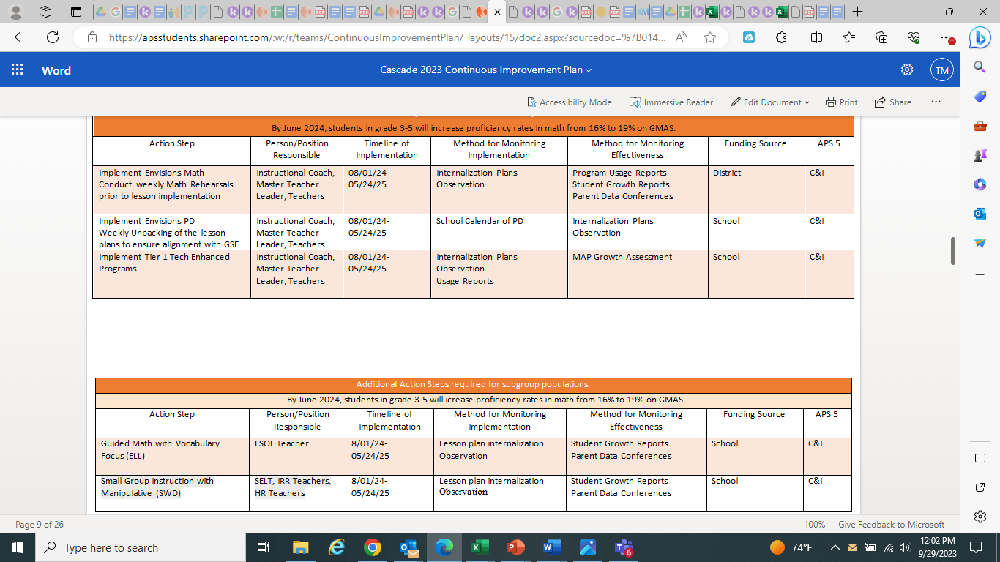 https://apsstudents.sharepoint.com/:w:/r/teams/ContinuousImprovementPlan/_layouts/15/doc2.aspx?sourcedoc=%7B014...
Word
Cascade 2023 Continuous Improvement Plan
TM
Accessibility Mode
Immersive Reader
Edit Document
Print
Share
By June 2024, students in grade 3-5 will increase proficiency rates in math from 16% to 19% on GMAS.
Action Step
Person/Position
Responsible
Timeline of
Implementation
Method for Monitoring
Implementation
Method for Monitoring
Effectiveness
Funding Source
APS 5
Implement Envisions Math
Conduct weekly Math Rehearsals
prior to lesson implementation
Instructional Coach,
Master Teacher
Leader, Teachers
08/01/24-
05/24/25
Internalization Plans
Observation
Program Usage Reports
Student Growth Reports
Parent Data Conferences
District
C&I
Implement Envisions PD
Weekly Unpacking of the lesson
plans to ensure alignment with GSE
Instructional Coach,
Master Teacher
Leader, Teachers
08/01/24-
05/24/25
School Calendar of PD
Internalization Plans
Observation
School
C&I
Implement Tier 1 Tech Enhanced
Programs
Instructional Coach,
Master Teacher
Leader, Teachers
08/01/24-
05/24/25
Internalization Plans
Observation
Usage Reports
MAP Growth Assessment
School
C&I
Additional Action Steps required for subgroup populations.
By June 2024, students in grade 3-5 will icrease proficiency rates in math from 16% to 19% on GMAS.
Action Step
Person/Position
Responsible
Timeline of
Implementation
Method for Monitoring
Implementation
Method for Monitoring
Effectiveness
Funding Source
APS 5
Guided Math with Vocabulary
Focus (ELL)
ESOL Teacher
8/01/24-
05/24/25
Lesson plan internalization
Observation
Student Growth Reports
Parent Data Conferences
School
C&I
Small Group Instruction with
Manipulative (SWD)
SELT, IRR Teachers,
HR Teachers
8/01/24-
05/24/25
Lesson plan internalization
Observation
Student Growth Reports
Parent Data Conferences
School
C&I
Page 9 of 26
100%
Give Feedback to Microsoft
Type here to search
6
74°F
12:02 PM
9/29/2023